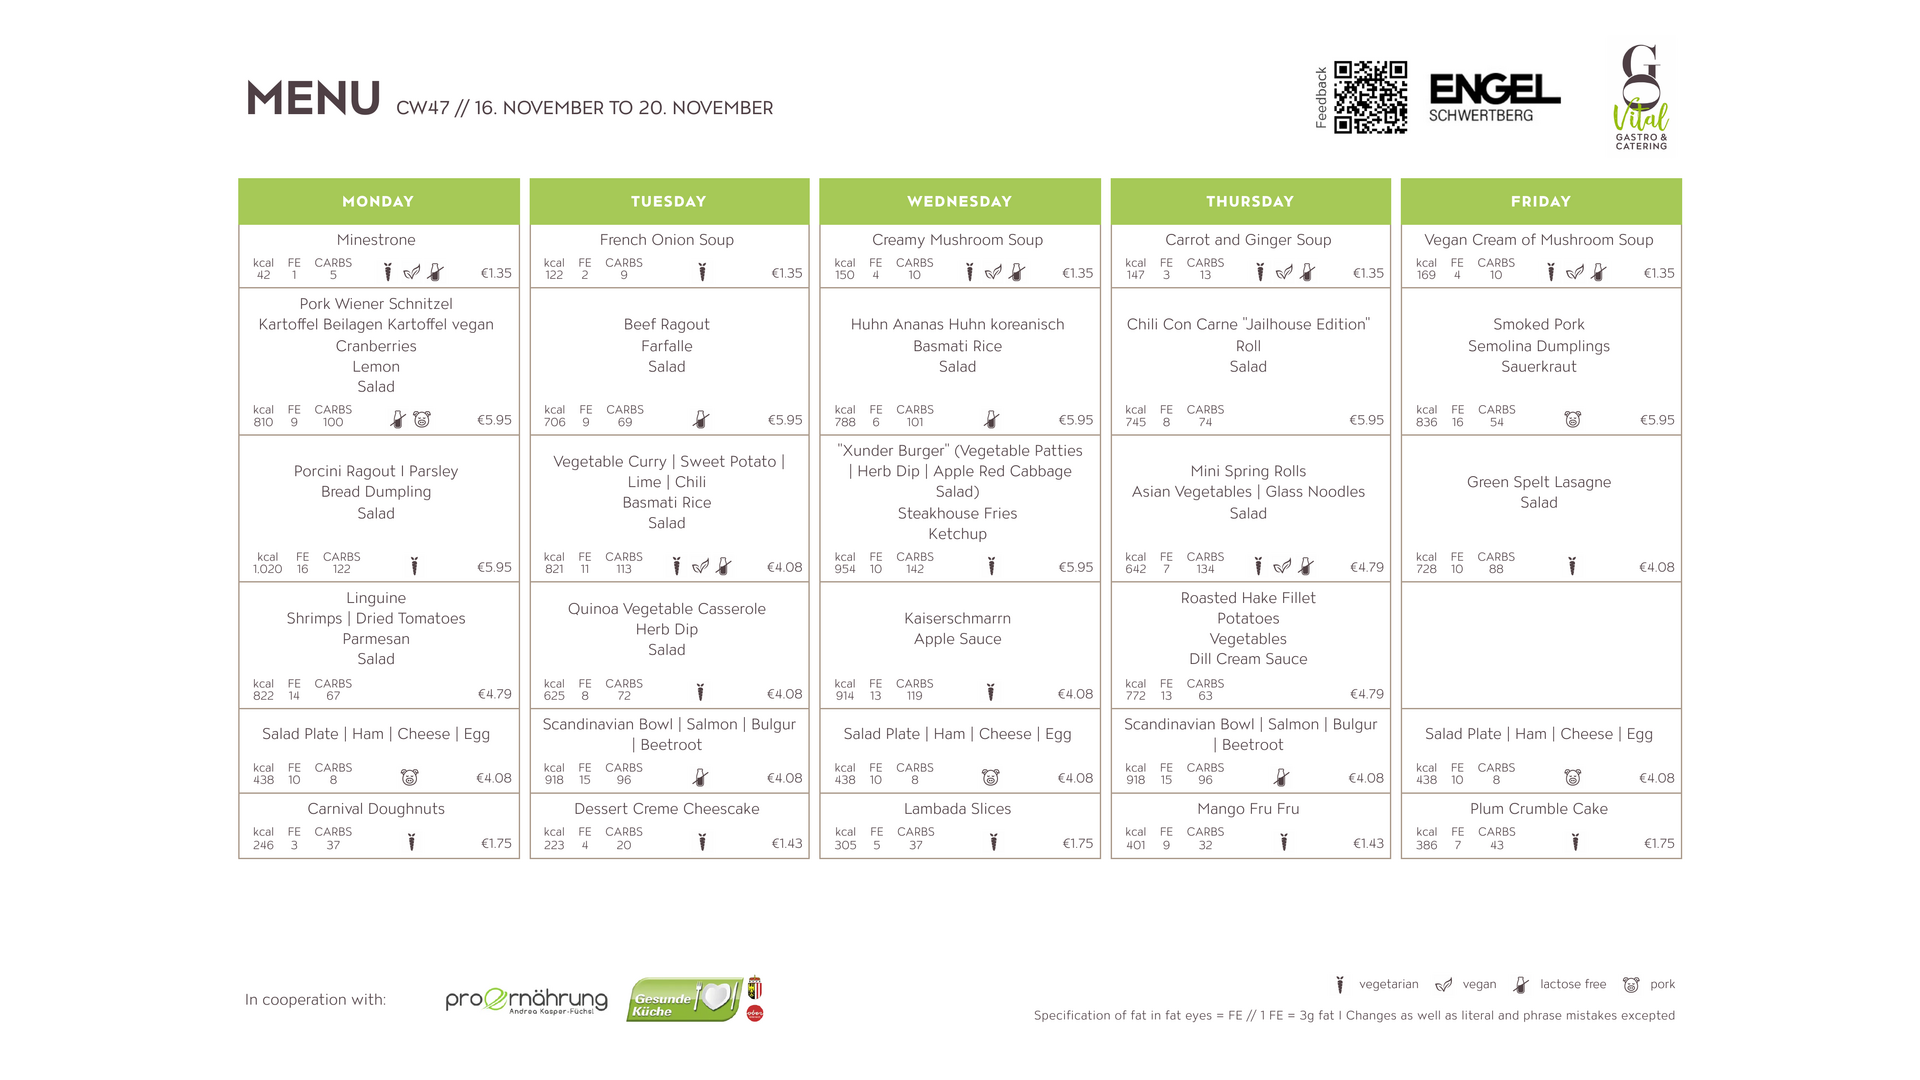 MENU CW47 // 16. NOVEMBER TO 20. NOVEMBER
Feedback
ENGEL
SCHWERTBERG
GO
Vital
GASTRO &
CATERING
MONDAY
Minestrone
kcal FE CARBS
42 1 5 €1.35
Pork Wiener Schnitzel
Kartoffel Beilagen Kartoffel vegan
Cranberries
Lemon
Salad
kcal FE CARBS
810 9 100 €5.95
Porcini Ragout I Parsley
Bread Dumpling
Salad
kcal FE CARBS
1.020 16 122 €5.95
Linguine
Shrimps | Dried Tomatoes
Parmesan
Salad
kcal FE CARBS
822 14 67 €4.79
Salad Plate | Ham | Cheese | Egg
kcal FE CARBS
438 10 8 €4.08
Carnival Doughnuts
kcal FE CARBS
246 3 37 €1.75
TUESDAY
French Onion Soup
kcal FE CARBS
122 2 9 €1.35
Beef Ragout
Farfalle
Salad
kcal FE CARBS
706 9 69 €5.95
Vegetable Curry | Sweet Potato |
Lime | Chili
Basmati Rice
Salad
kcal FE CARBS
821 11 113 €4.08
Quinoa Vegetable Casserole
Herb Dip
Salad
kcal FE CARBS
625 8 72 €4.08
Scandinavian Bowl | Salmon | Bulgur
| Beetroot
kcal FE CARBS
918 15 96 €4.08
Dessert Creme Cheescake
kcal FE CARBS
223 4 20 €1.43
WEDNESDAY
Creamy Mushroom Soup
kcal FE CARBS
150 4 10 €1.35
Huhn Ananas Huhn koreanisch
Basmati Rice
Salad
kcal FE CARBS
788 6 101 €5.95
"Xunder Burger" (Vegetable Patties
| Herb Dip | Apple Red Cabbage
Salad)
Steakhouse Fries
Ketchup
kcal FE CARBS
954 10 142 €5.95
Kaiserschmarrn
Apple Sauce
kcal FE CARBS
914 13 119 €4.08
Salad Plate | Ham | Cheese | Egg
kcal FE CARBS
438 10 8 €4.08
Lambada Slices
kcal FE CARBS
305 5 37 €1.75
THURSDAY
Carrot and Ginger Soup
kcal FE CARBS
147 3 13 €1.35
Chili Con Carne "Jailhouse Edition"
Roll
Salad
kcal FE CARBS
745 8 74 €5.95
Mini Spring Rolls
Asian Vegetables | Glass Noodles
Salad
kcal FE CARBS
642 7 134 €4.79
Roasted Hake Fillet
Potatoes
Vegetables
Dill Cream Sauce
kcal FE CARBS
772 13 63 €4.79
Scandinavian Bowl | Salmon | Bulgur
| Beetroot
kcal FE CARBS
918 15 96 €4.08
Mango Fru Fru
kcal FE CARBS
401 9 32 €1.43
FRIDAY
Vegan Cream of Mushroom Soup
kcal FE CARBS
169 4 10 €1.35
Smoked Pork
Semolina Dumplings
Sauerkraut
kcal FE CARBS
836 16 54 €5.95
Green Spelt Lasagne
Salad
kcal FE CARBS
728 10 88 €4.08
Salad Plate | Ham | Cheese | Egg
kcal FE CARBS
438 10 8 €4.08
Plum Crumble Cake
kcal FE CARBS
386 7 43 €1.75
In cooperation with:
pro ernährung
Andrea Kasper-Füchsl
Gesunde
Küche
vegetarian vegan lactose free pork
Specification of fat in fat eyes = FE // 1 FE = 3g fat I Changes as well as literal and phrase mistakes excepted